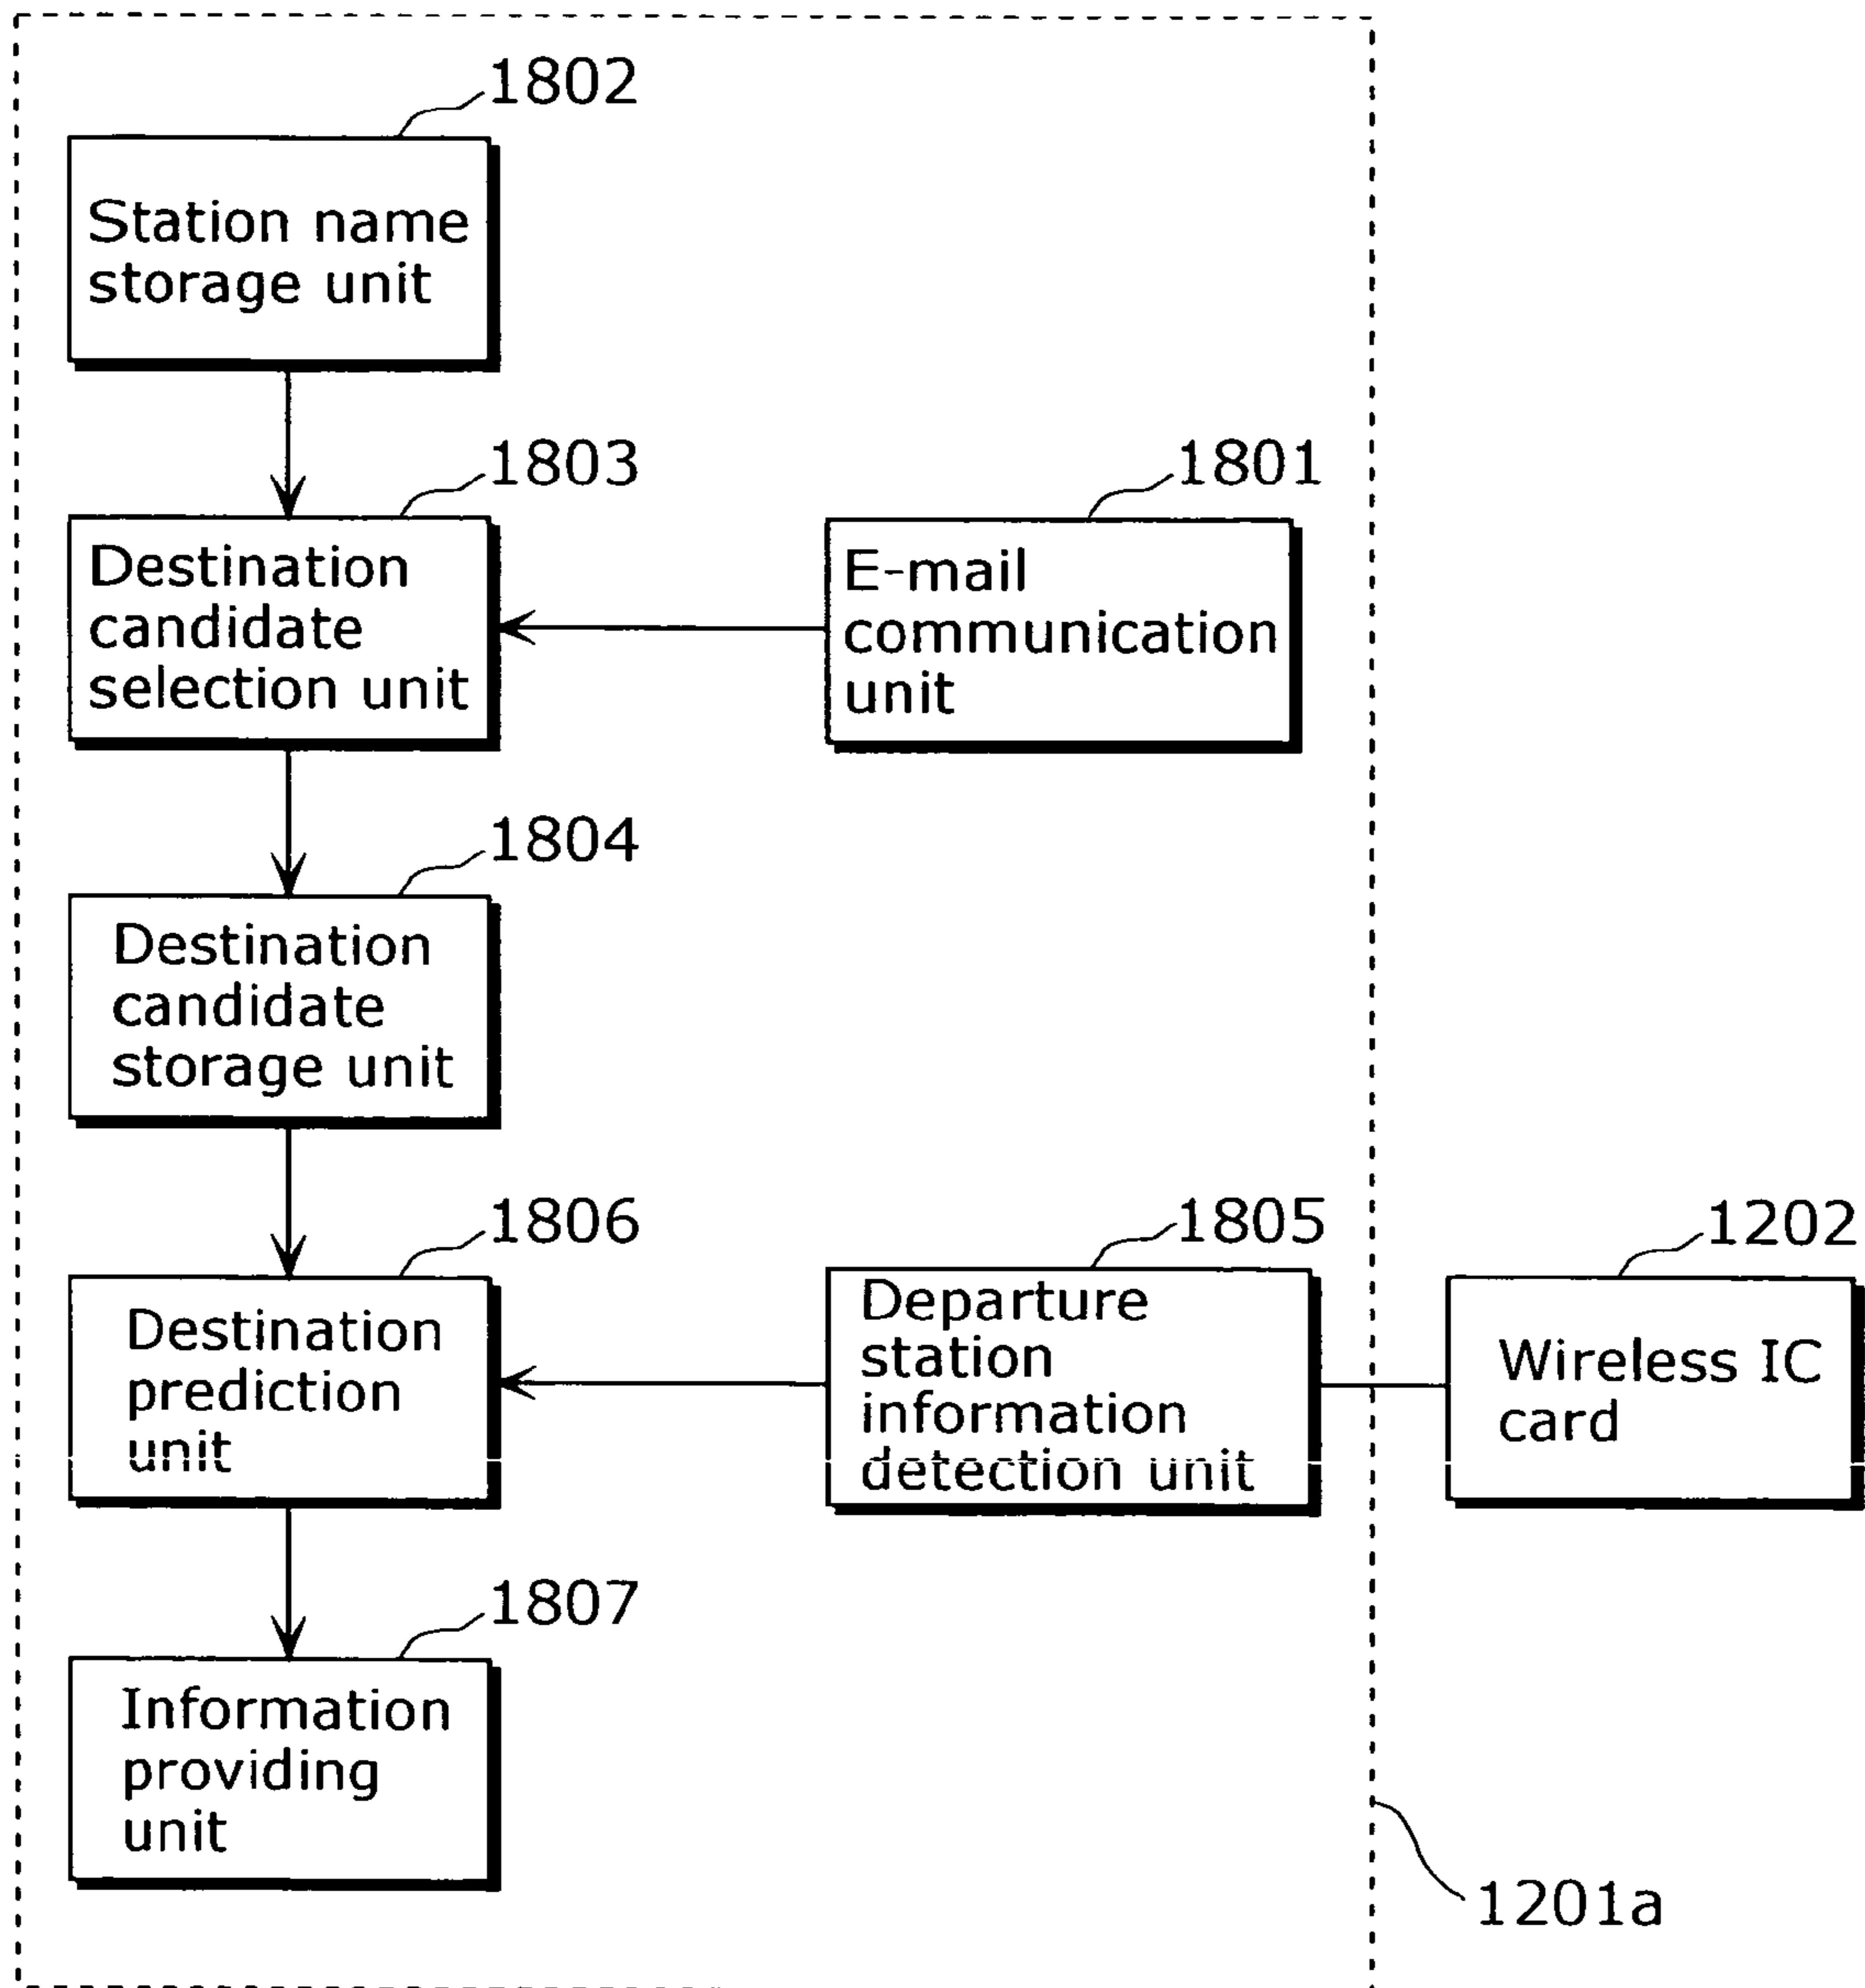 1802
Station name
storage unit
1803
1801
Destination
candidate
selection unit
E-mail
communication
unit
1804
Destination
candidate
storage unit
1806
1805
1202
Destination
prediction
unit
Departure
station
information
detection unit
Wireless IC
card
1807
Information
providing
unit
1201a